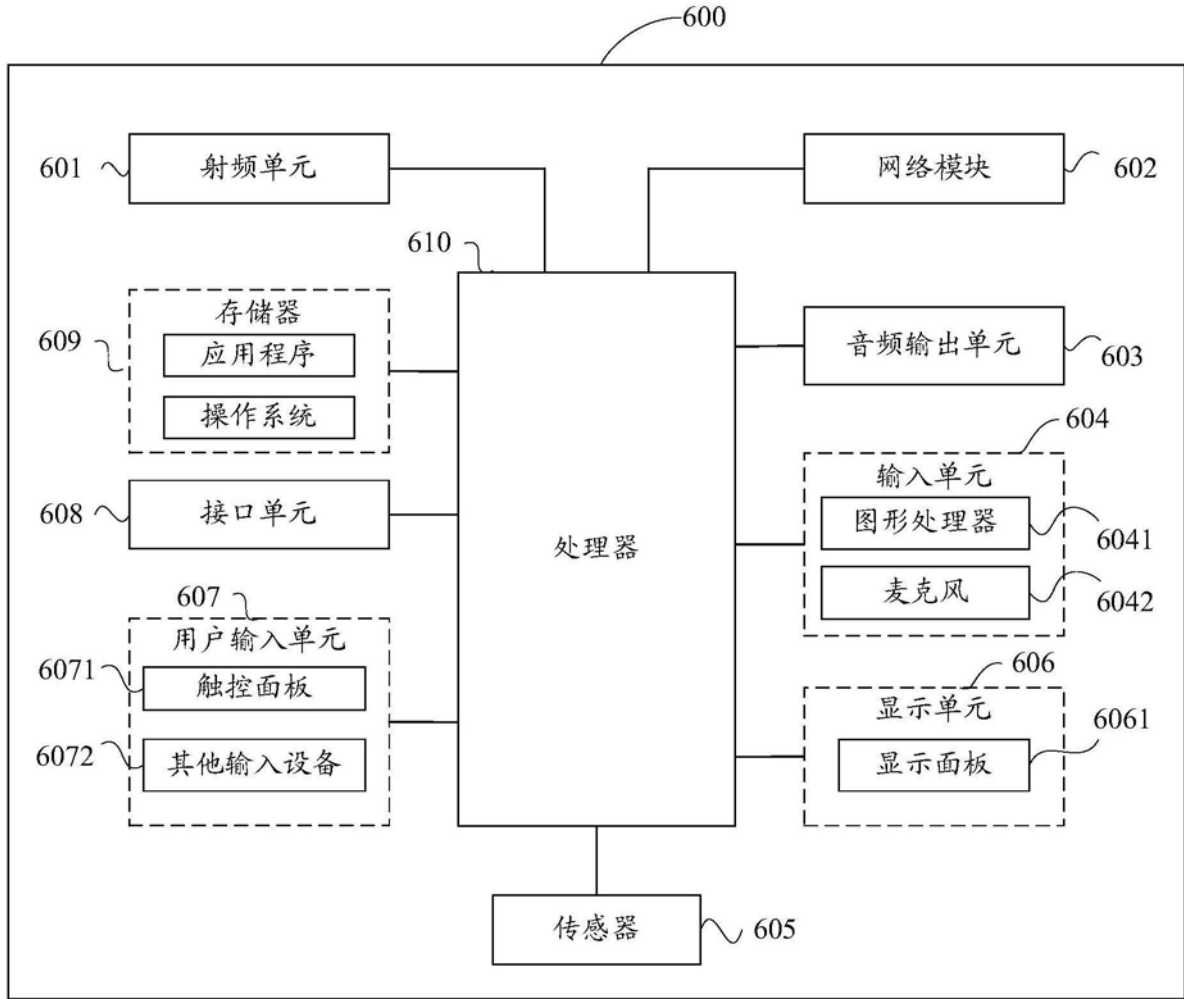 600
601
射频单元
网络模块
602
610
609
存储器
应用程序
操作系统
音频输出单元
603
604
输入单元
图形处理器
6041
麦克风
6042
608
接口单元
处理器
607
用户输入单元
6071
触控面板
6072
其他输入设备
606
显示单元
显示面板
6061
传感器
605